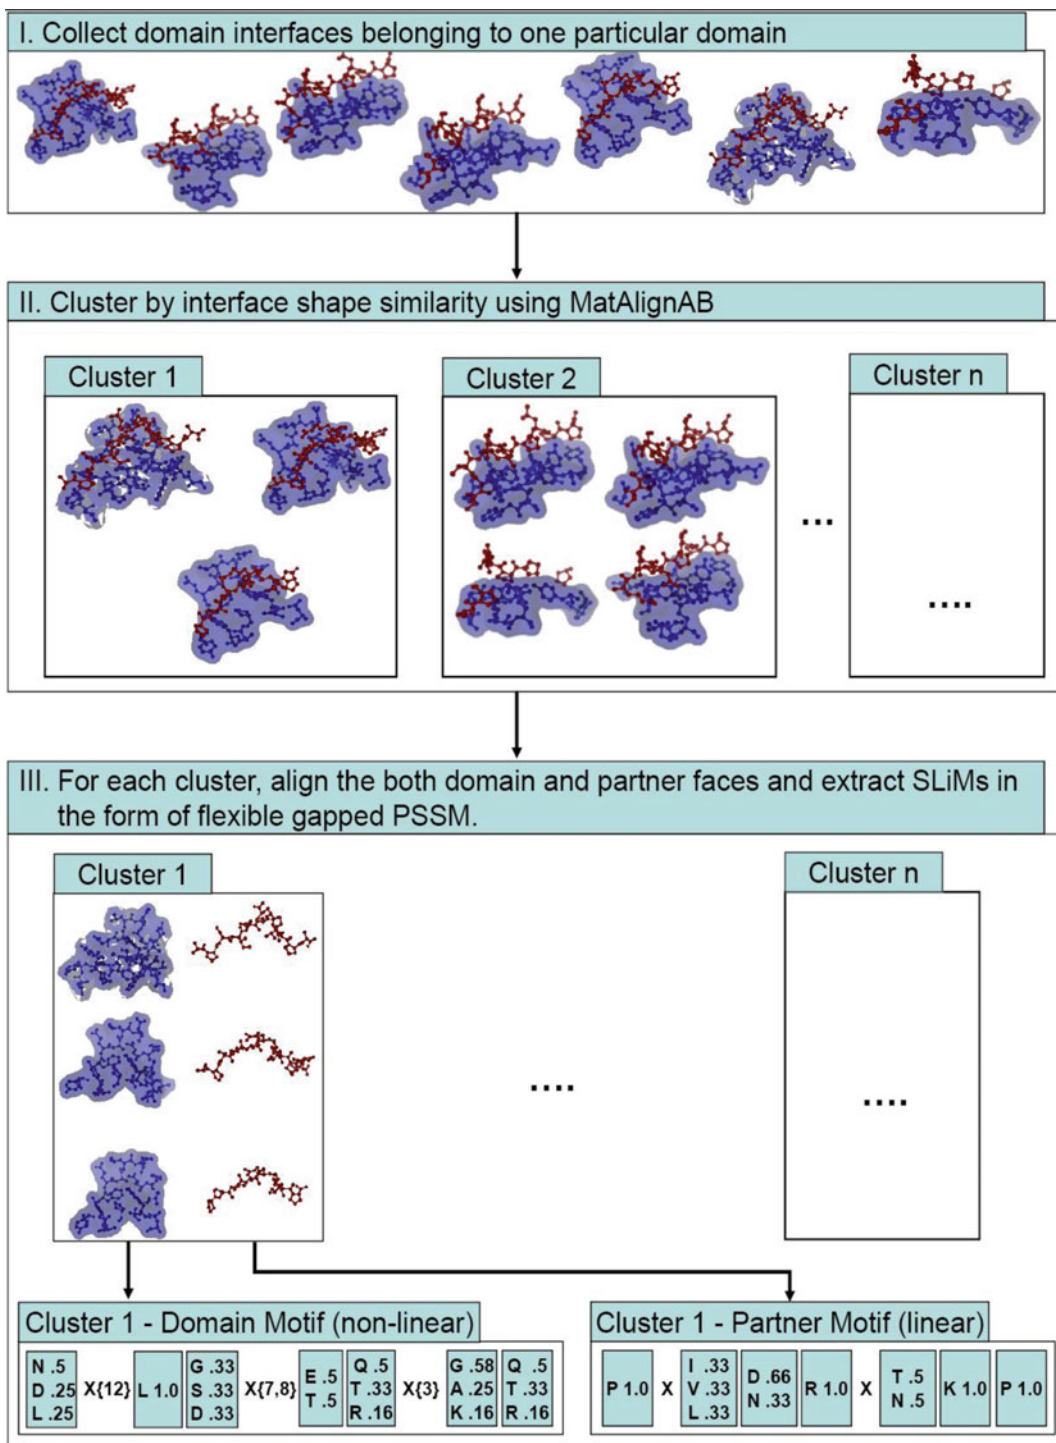 I. Collect domain interfaces belonging to one particular domain
II. Cluster by interface shape similarity using MatAlignAB
Cluster 1
Cluster 2
Cluster n
...
....
III. For each cluster, align the both domain and partner faces and extract SLiMs in
the form of flexible gapped PSSM.
Cluster 1
Cluster n
....
....
Cluster 1 - Domain Motif (non-linear)
N .5
D .25
L .25
X{12}
L 1.0
G .33
S .33
D .33
X{7,8}
E .5
T .5
Q .5
T .33
R .16
X{3}
G .58
A .25
K .16
Q .5
T .33
R .16
Cluster 1 - Partner Motif (linear)
P 1.0
X
I .33
V .33
L .33
D .66
N .33
R 1.0
X
T .5
N .5
K 1.0
P 1.0